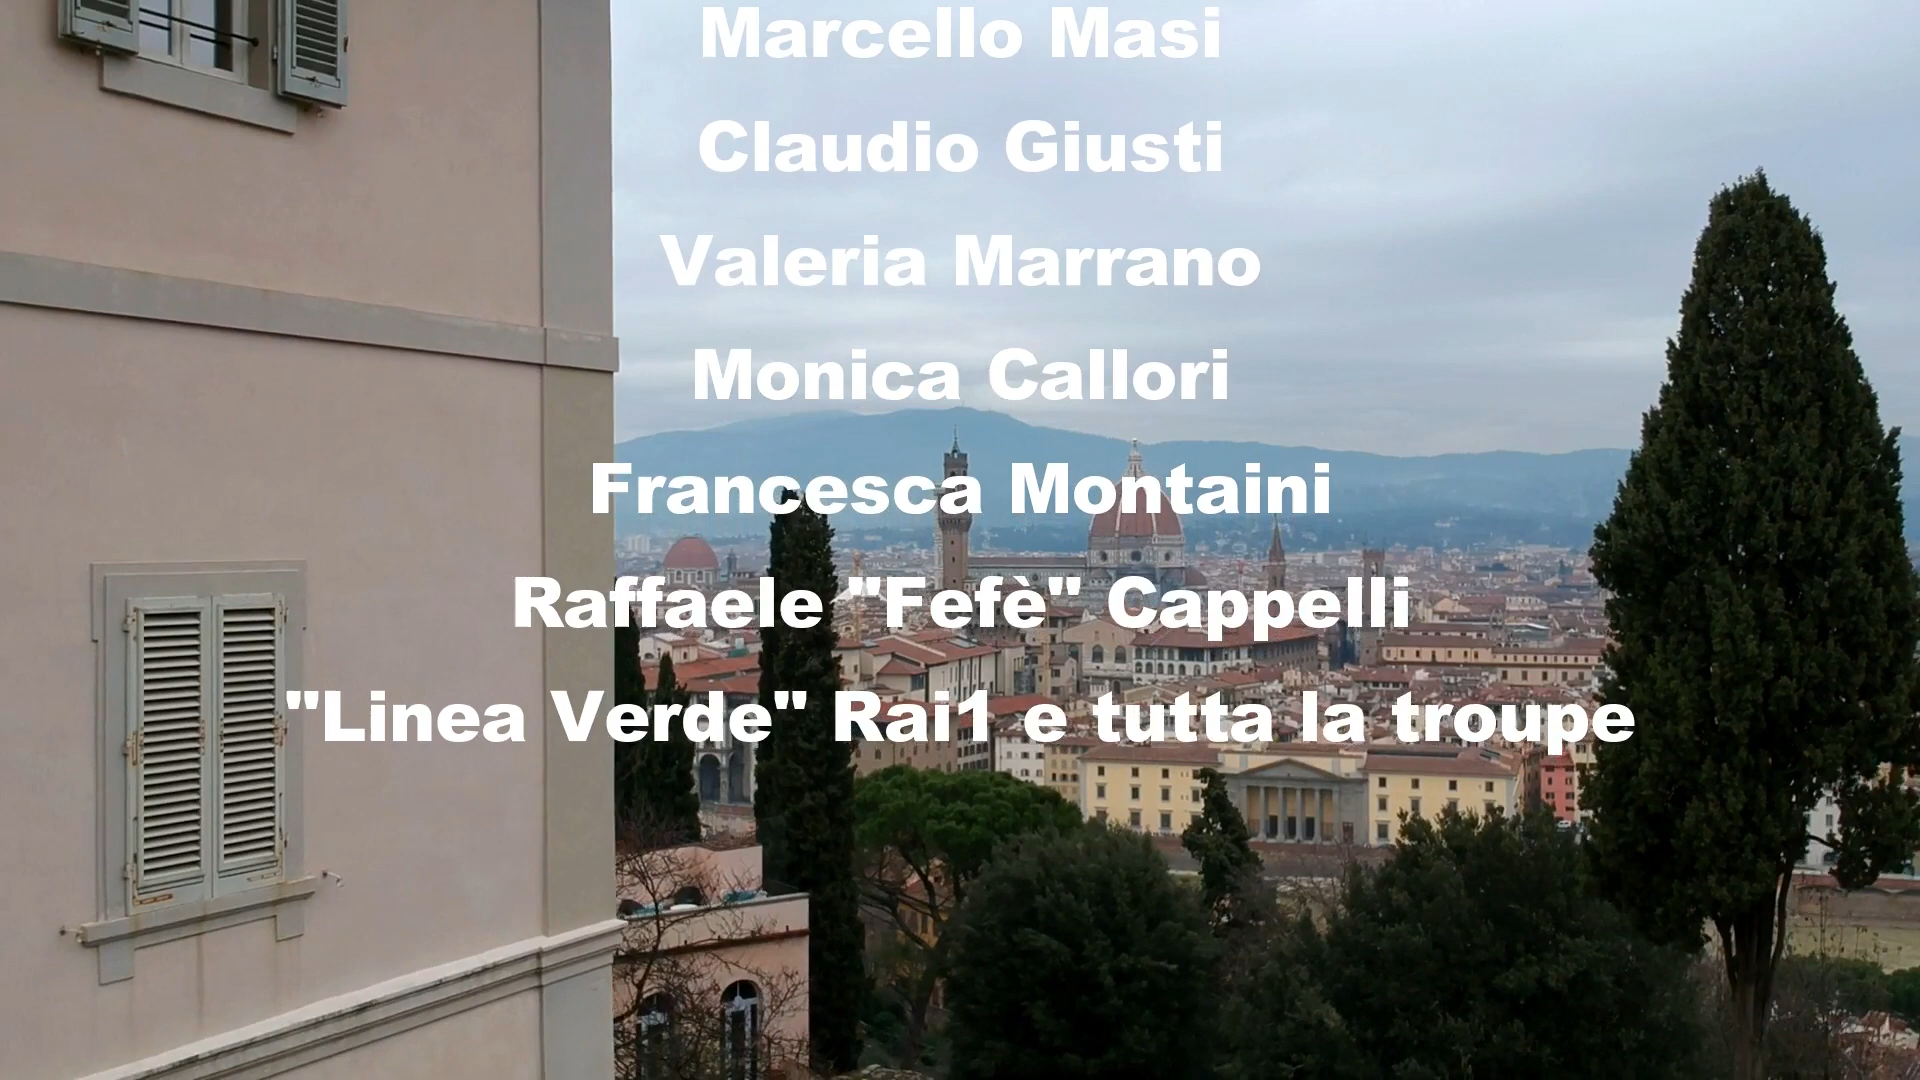 Marcello Masi
Claudio Giusti
Valeria Marrano
Monica Callori
Francesca Montaini
Raffaele "Fefè" Cappelli
"Linea Verde" Rai1 e tutta la troupe